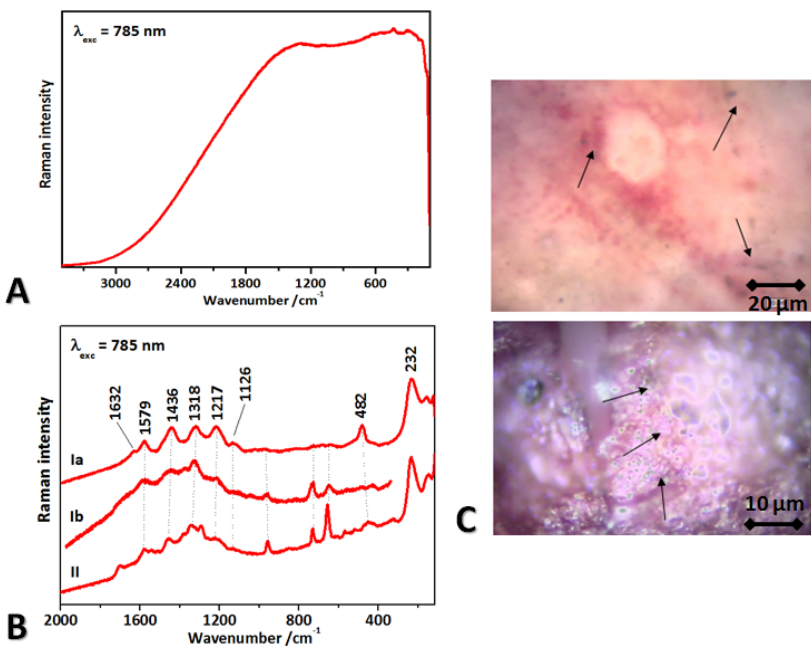 λexc = 785 nm
Raman intensity
3000 2400 1800 1200 600
Wavenumber /cm-1
A
λexc = 785 nm
1632 1579 1436 1318 1217 1126 482 232
Ia
Ib
II
Raman intensity
2000 1600 1200 800 400
Wavenumber /cm-1
B
20 µm
10 µm
C